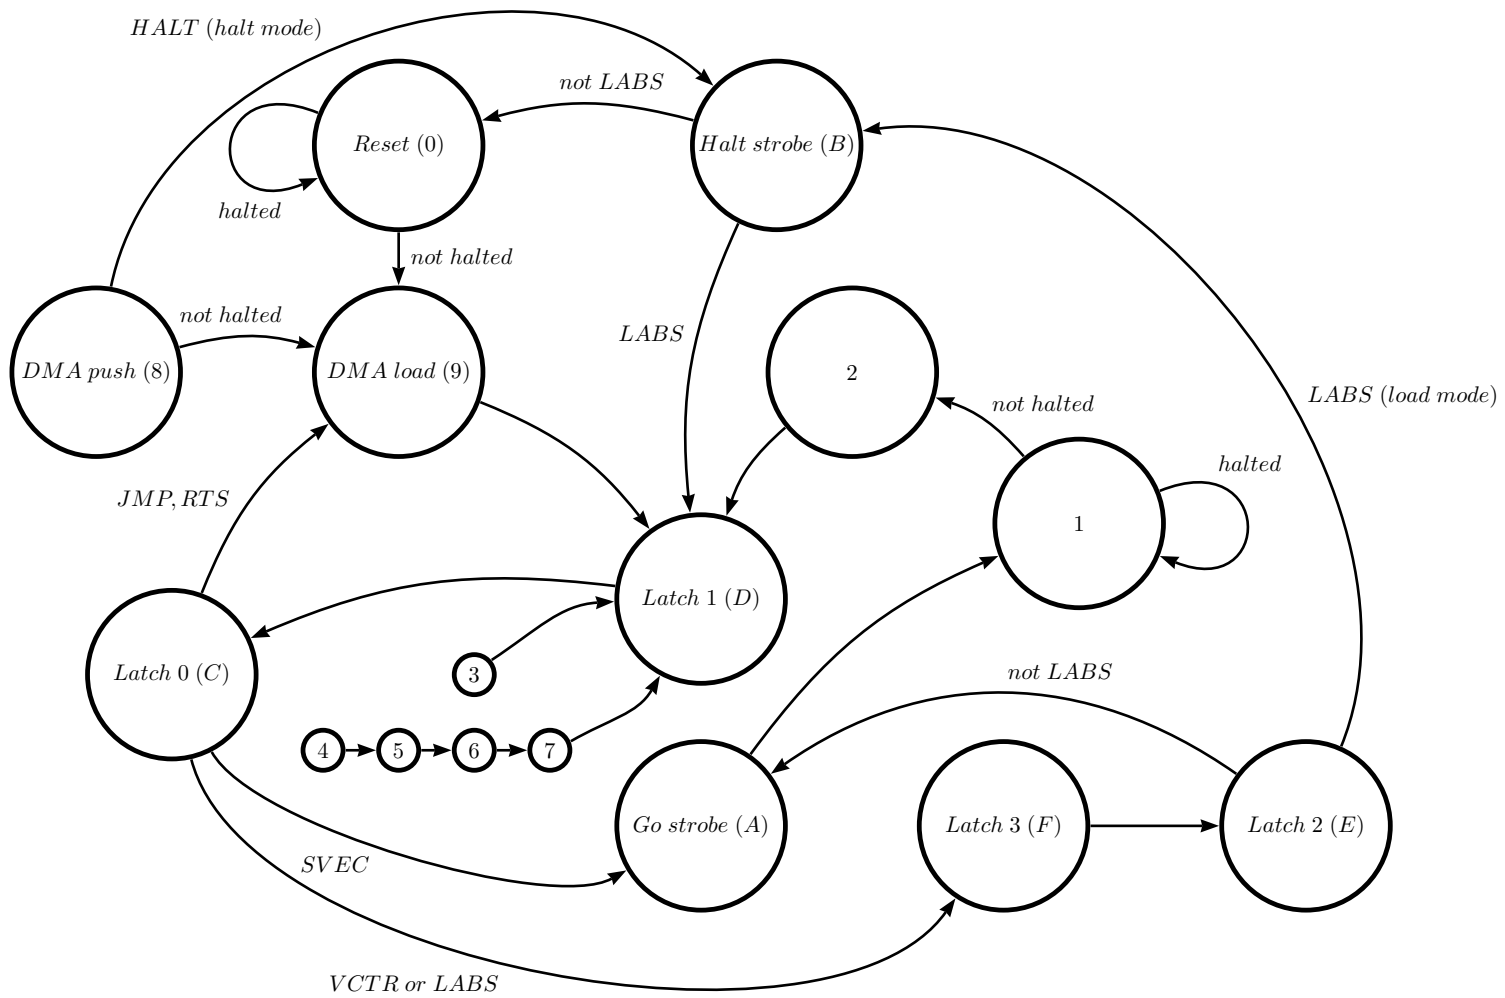 HALT (halt mode)
not LABS
Reset (0)
Halt strobe (B)
halted
not halted
not halted
DMA push (8)
DMA load (9)
LABS
2
not halted
LABS (load mode)
halted
JMP, RTS
1
Latch 1 (D)
Latch 0 (C)
3
not LABS
4
5
6
7
Go strobe (A)
Latch 3 (F)
Latch 2 (E)
SVEC
VCTR or LABS